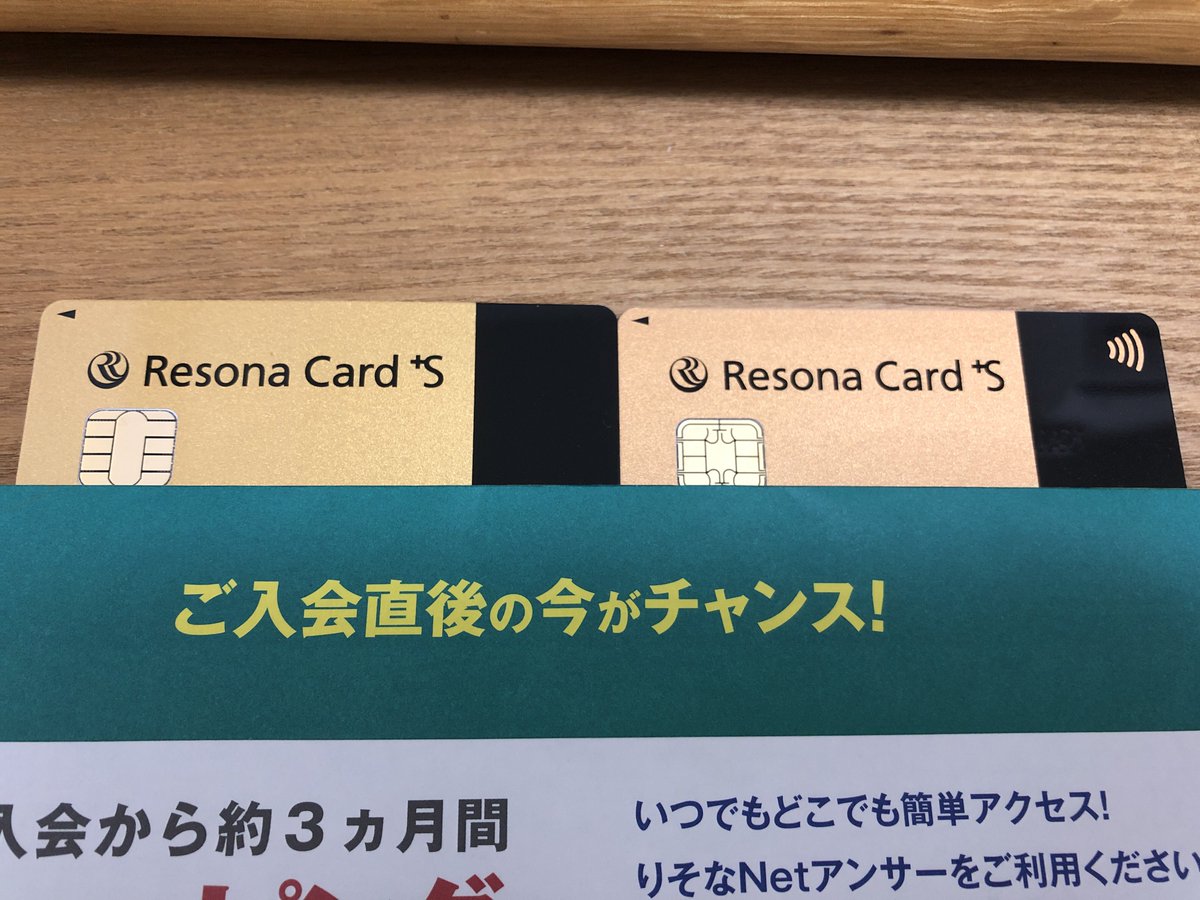 Resona Card +S
Resona Card +S
ご入会直後の今がチャンス!
入会から約3ヵ月間
いつでもどこでも簡単アクセス!
りそなNetアンサーをご利用ください